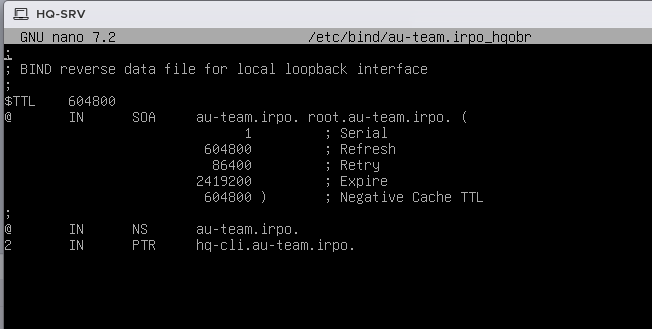 HQ-SRV
GNU nano 7.2 /etc/bind/au-team.irpo_hqobr
;
; BIND reverse data file for local loopback interface
;
$TTL 604800
@ IN SOA au-team.irpo. root.au-team.irpo. (
1 ; Serial
604800 ; Refresh
86400 ; Retry
2419200 ; Expire
604800 ) ; Negative Cache TTL
;
@ IN NS au-team.irpo.
2 IN PTR hq-cli.au-team.irpo.